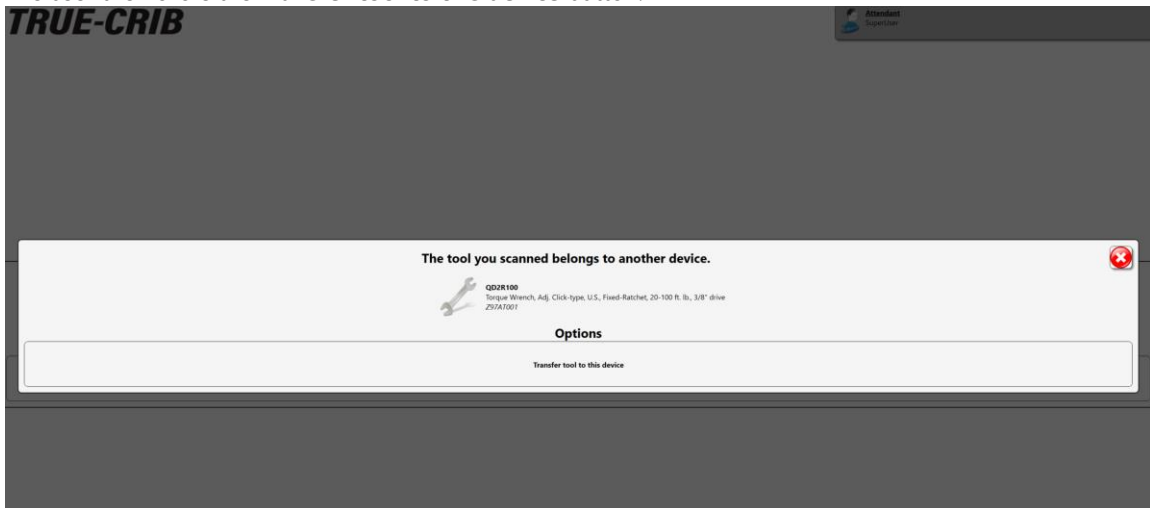 TRUE-CRIB
Attendant
SuperUser
The tool you scanned belongs to another device.
QD2R100
Torque Wrench, Adj. Click-type, U.S., Fixed-Ratchet, 20-100 ft. lb., 3/8" drive
Z97AT001
Options
Transfer tool to this device